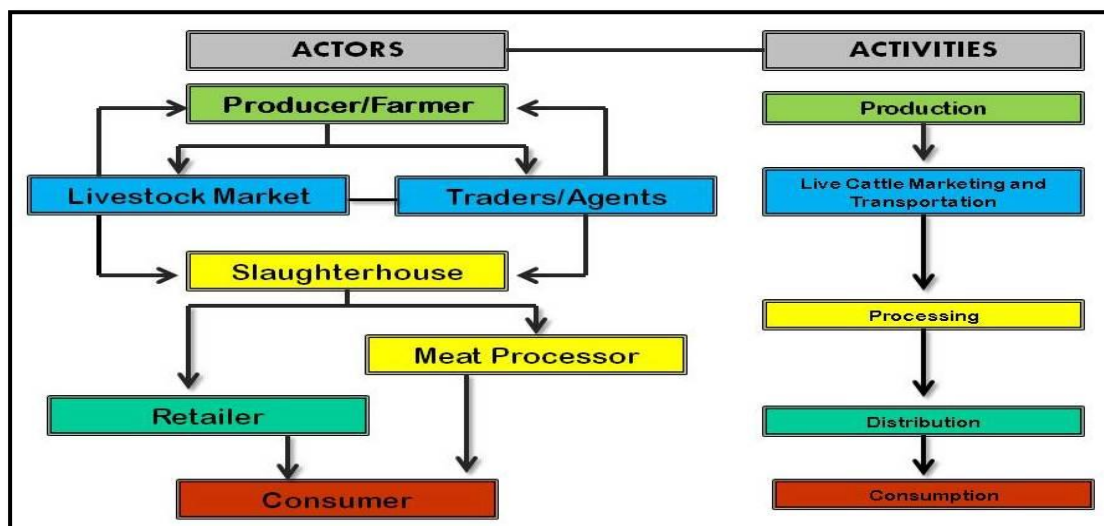 ACTORS
ACTIVITIES
Producer/Farmer
Production
Livestock Market
Traders/Agents
Live Cattle Marketing and
Transportation
Slaughterhouse
Processing
Meat Processor
Retailer
Distribution
Consumer
Consumption